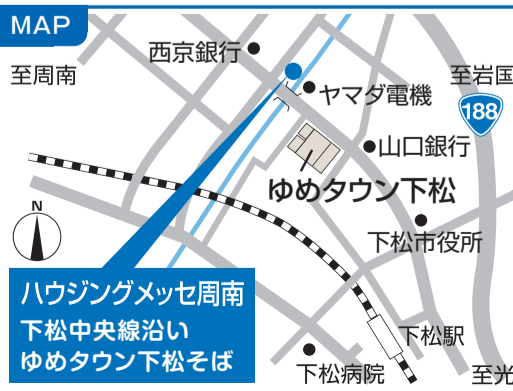 MAP
西京銀行
至周南
ヤマダ電機
至岩国
188
山口銀行
ゆめタウン下松
N
下松市役所
ハウジングメッセ周南
下松中央線沿い
ゆめタウン下松そば
下松駅
下松病院
至光